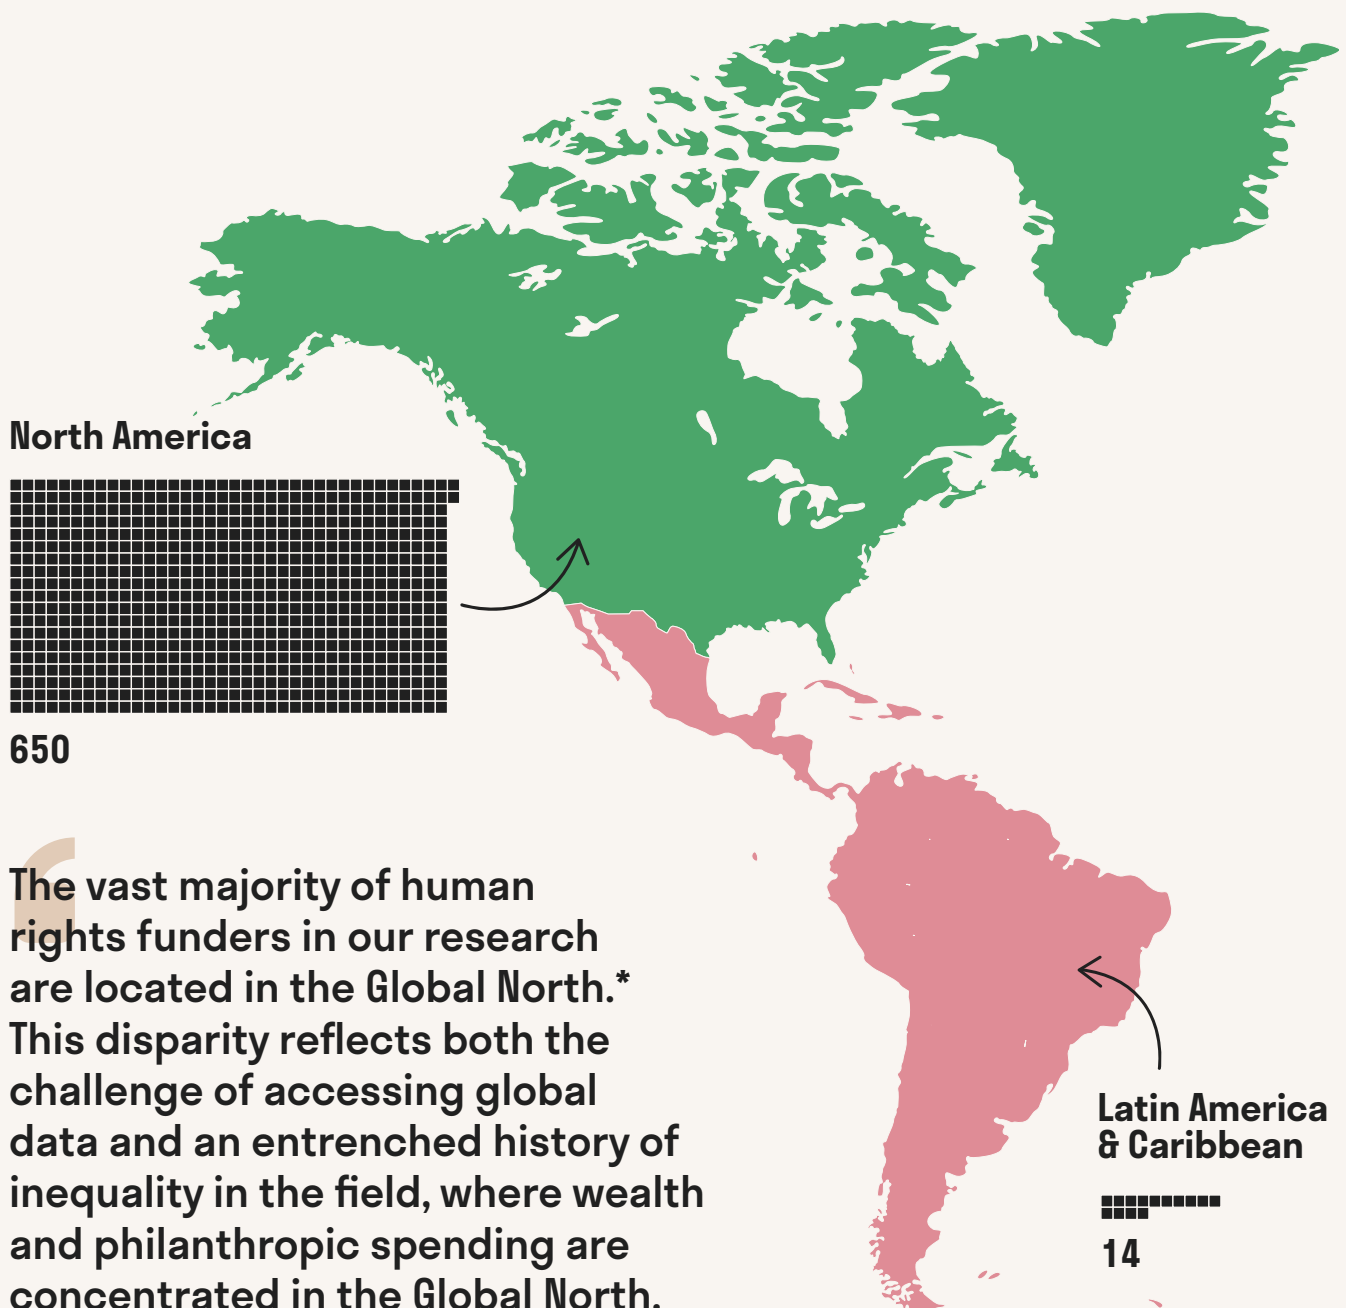 North America
650
The vast majority of human
rights funders in our research
are located in the Global North.*
This disparity reflects both the
challenge of accessing global
data and an entrenched history of
inequality in the field, where wealth
and philanthropic spending are
concentrated in the Global North.
Latin America
& Caribbean
14